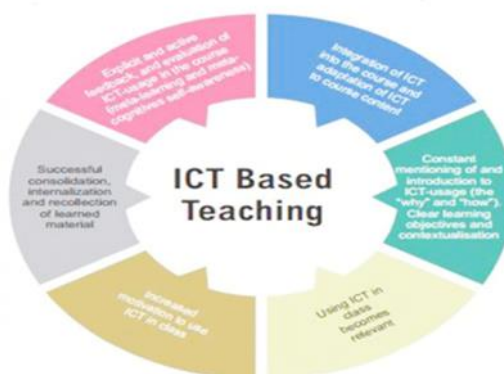 Explicit and active
feedback, and evaluation of
ICT-usage in the course
(meta-learning and meta-
cognitives self-awareness)
Integration of ICT
into the course and
adaptation of ICT
to course content
Successful
consolidation,
internalization
and recollection
of learned
material
ICT Based
Teaching
Constant
mentioning of and
introduction to
ICT-usage (the
"why" and "how").
Clear learning
objectives and
contextualisation
Increased
motivation to use
ICT in class
Using ICT in
class
becomes
relevant